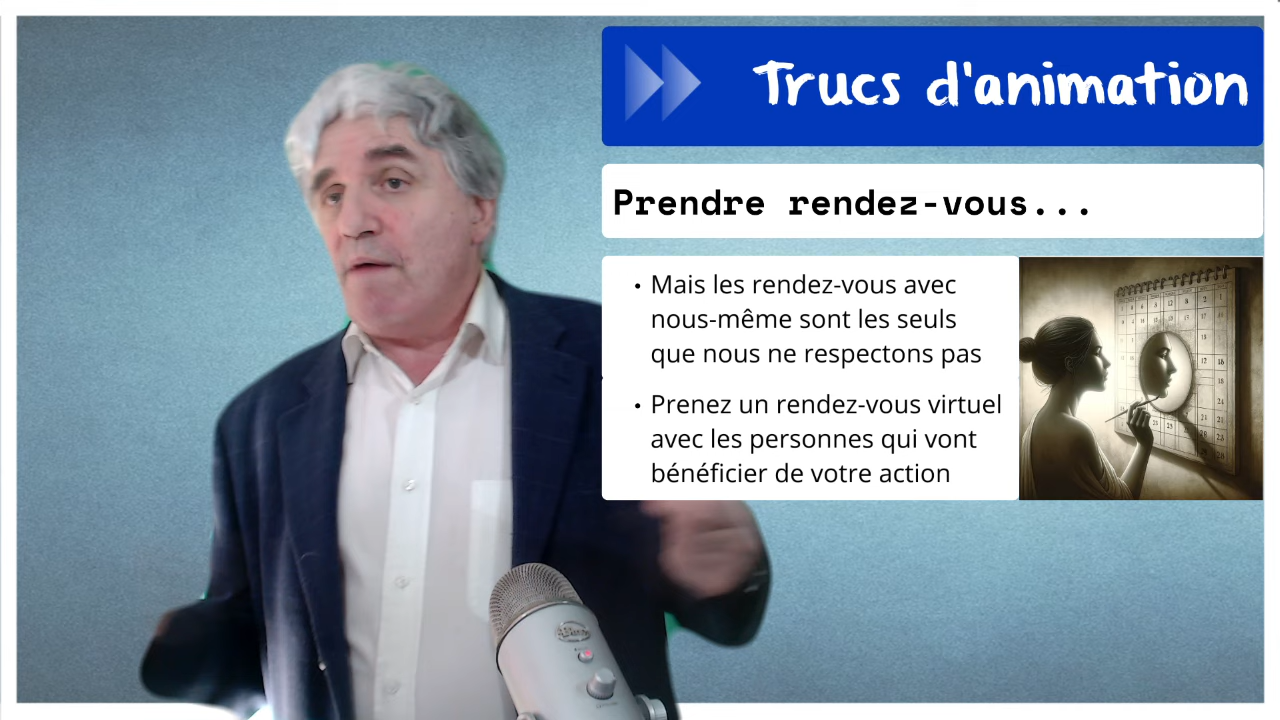 Trucs d'animation
Prendre rendez-vous...
• Mais les rendez-vous avec
nous-même sont les seuls
que nous ne respectons pas
• Prenez un rendez-vous virtuel
avec les personnes qui vont
bénéficier de votre action